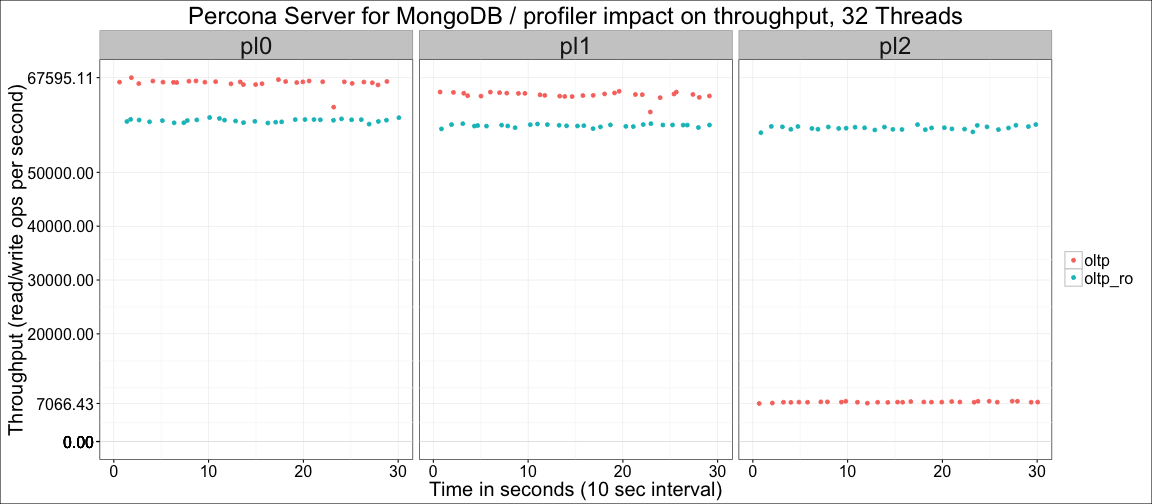 Percona Server for MongoDB / profiler impact on throughput, 32 Threads
pl0 pl1 pl2
Throughput (read/write ops per second)
67595.11
50000.00
40000.00
30000.00
20000.00
7066.43
0.00
oltp
oltp_ro
0 10 20 30 0 10 20 30 0 10 20 30
Time in seconds (10 sec interval)